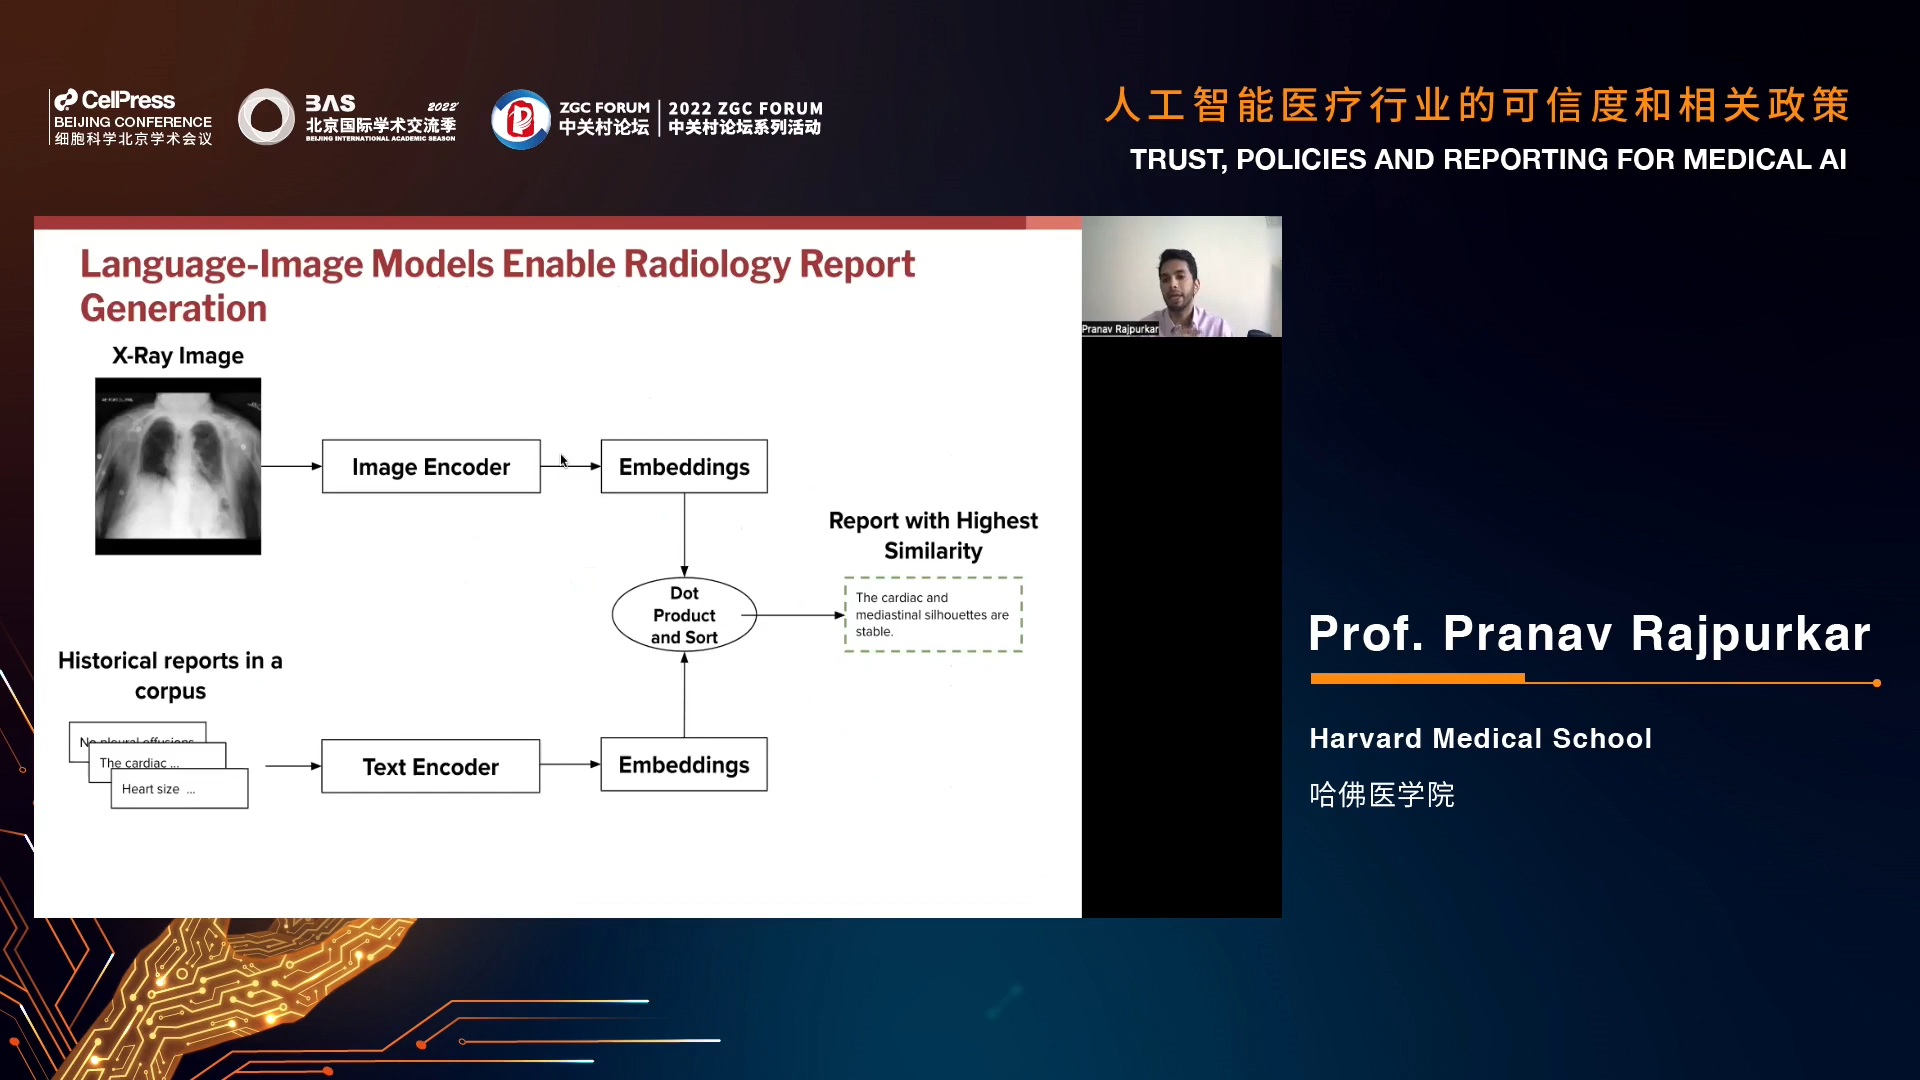 CellPress
BEIJING CONFERENCE
细胞科学北京学术会议
BAS 2022
北京国际学术交流季
BEIJING INTERNATIONAL ACADEMIC SEASON
ZGC FORUM
中关村论坛
2022 ZGC FORUM
中关村论坛系列活动
人工智能医疗行业的可信度和相关政策
TRUST, POLICIES AND REPORTING FOR MEDICAL AI
Language-Image Models Enable Radiology Report
Generation
X-Ray Image
Image Encoder
Embeddings
Report with Highest
Similarity
Dot
Product
and Sort
The cardiac and
mediastinal silhouettes are
stable.
Historical reports in a
corpus
No pleural effusions
The cardiac ...
Heart size ...
Text Encoder
Embeddings
Pranav Rajpurkar
Prof. Pranav Rajpurkar
Harvard Medical School
哈佛医学院